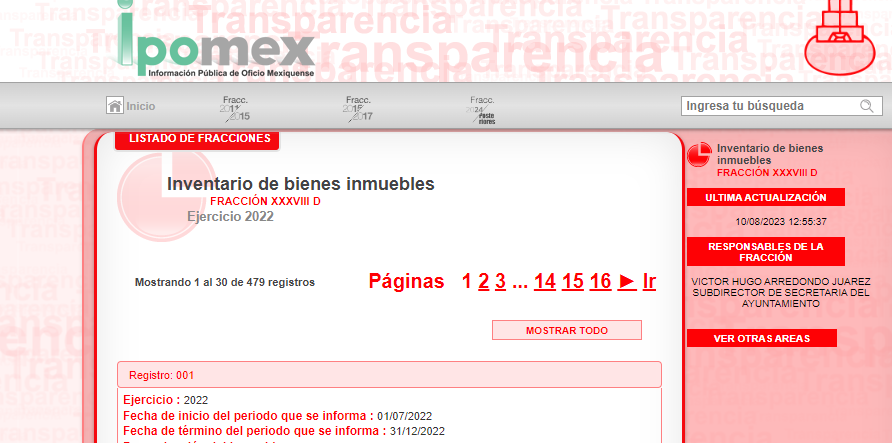 ipomex
Información Pública de Oficio Mexiquense
Transparencia
Inicio
Fracc.
2015
Fracc.
2017
Fracc.
Poste
riores
Ingresa tu búsqueda
LISTADO DE FRACCIONES
Inventario de bienes inmuebles
FRACCIÓN XXXVIII D
Ejercicio 2022
Mostrando 1 al 30 de 479 registros
Páginas 1 2 3 ... 14 15 16 ► Ir
MOSTRAR TODO
Registro: 001
Ejercicio : 2022
Fecha de inicio del periodo que se informa : 01/07/2022
Fecha de término del periodo que se informa : 31/12/2022
Inventario de bienes
inmuebles
FRACCIÓN XXXVIII D
ULTIMA ACTUALIZACIÓN
10/08/2023 12:55:37
RESPONSABLES DE LA
FRACCIÓN
VICTOR HUGO ARREDONDO JUAREZ
SUBDIRECTOR DE SECRETARIA DEL
AYUNTAMIENTO
VER OTRAS AREAS